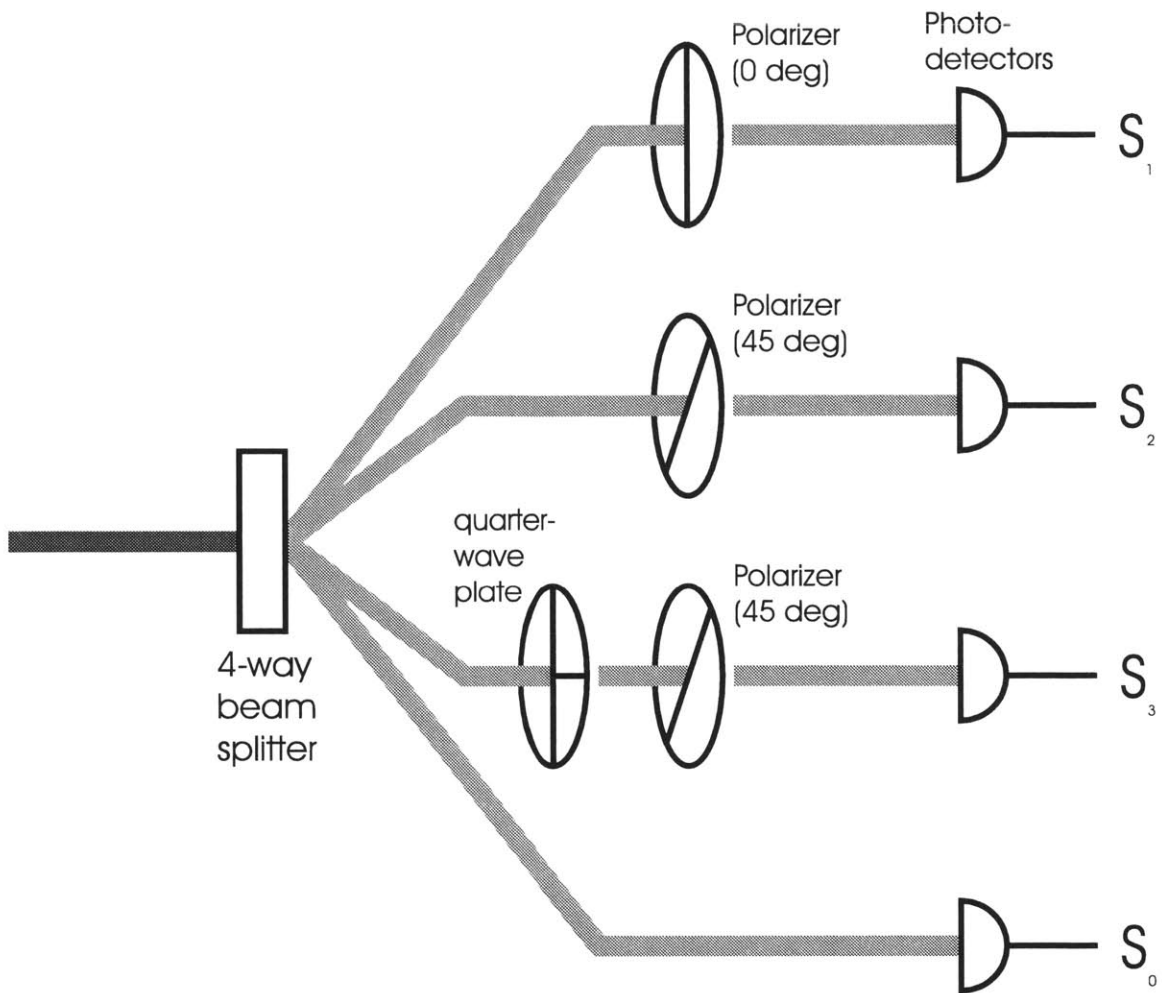 Polarizer
(0 deg)
Photo-
detectors
S1
Polarizer
(45 deg)
S2
quarter-
wave
plate
Polarizer
(45 deg)
S3
4-way
beam
splitter
S0